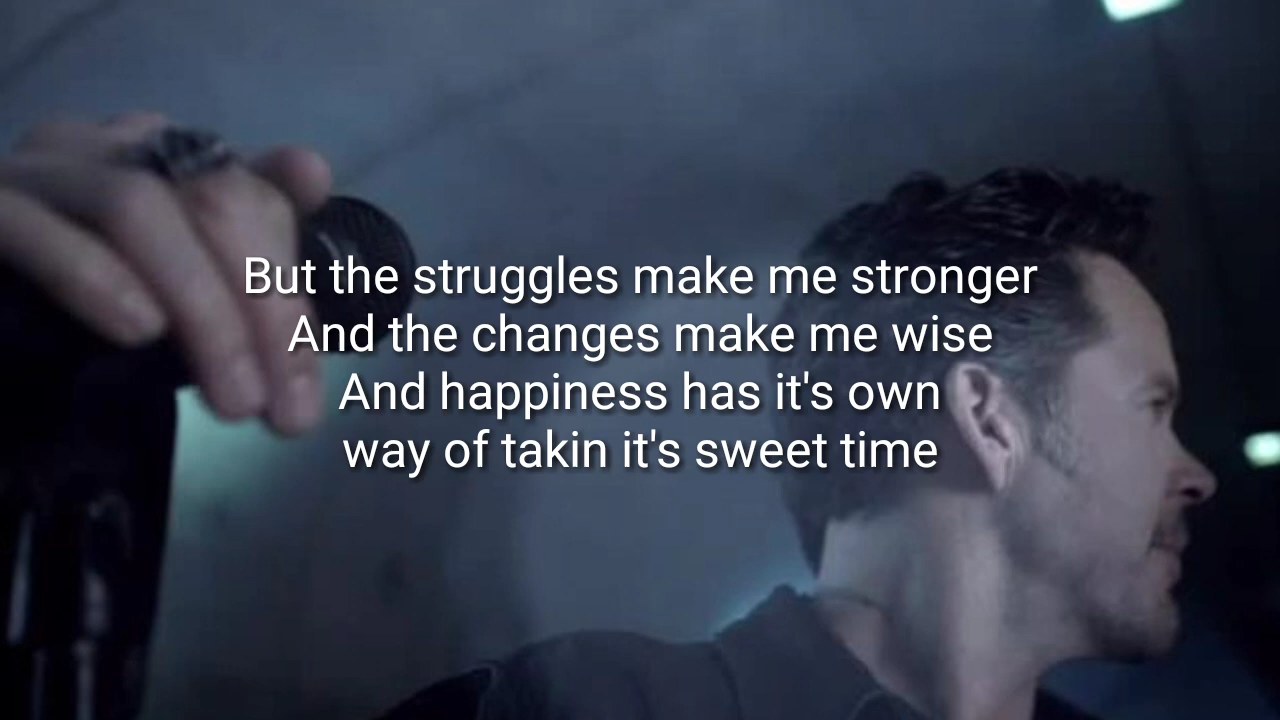 But the struggles make me stronger
And the changes make me wise
And happiness has it's own
way of takin it's sweet time